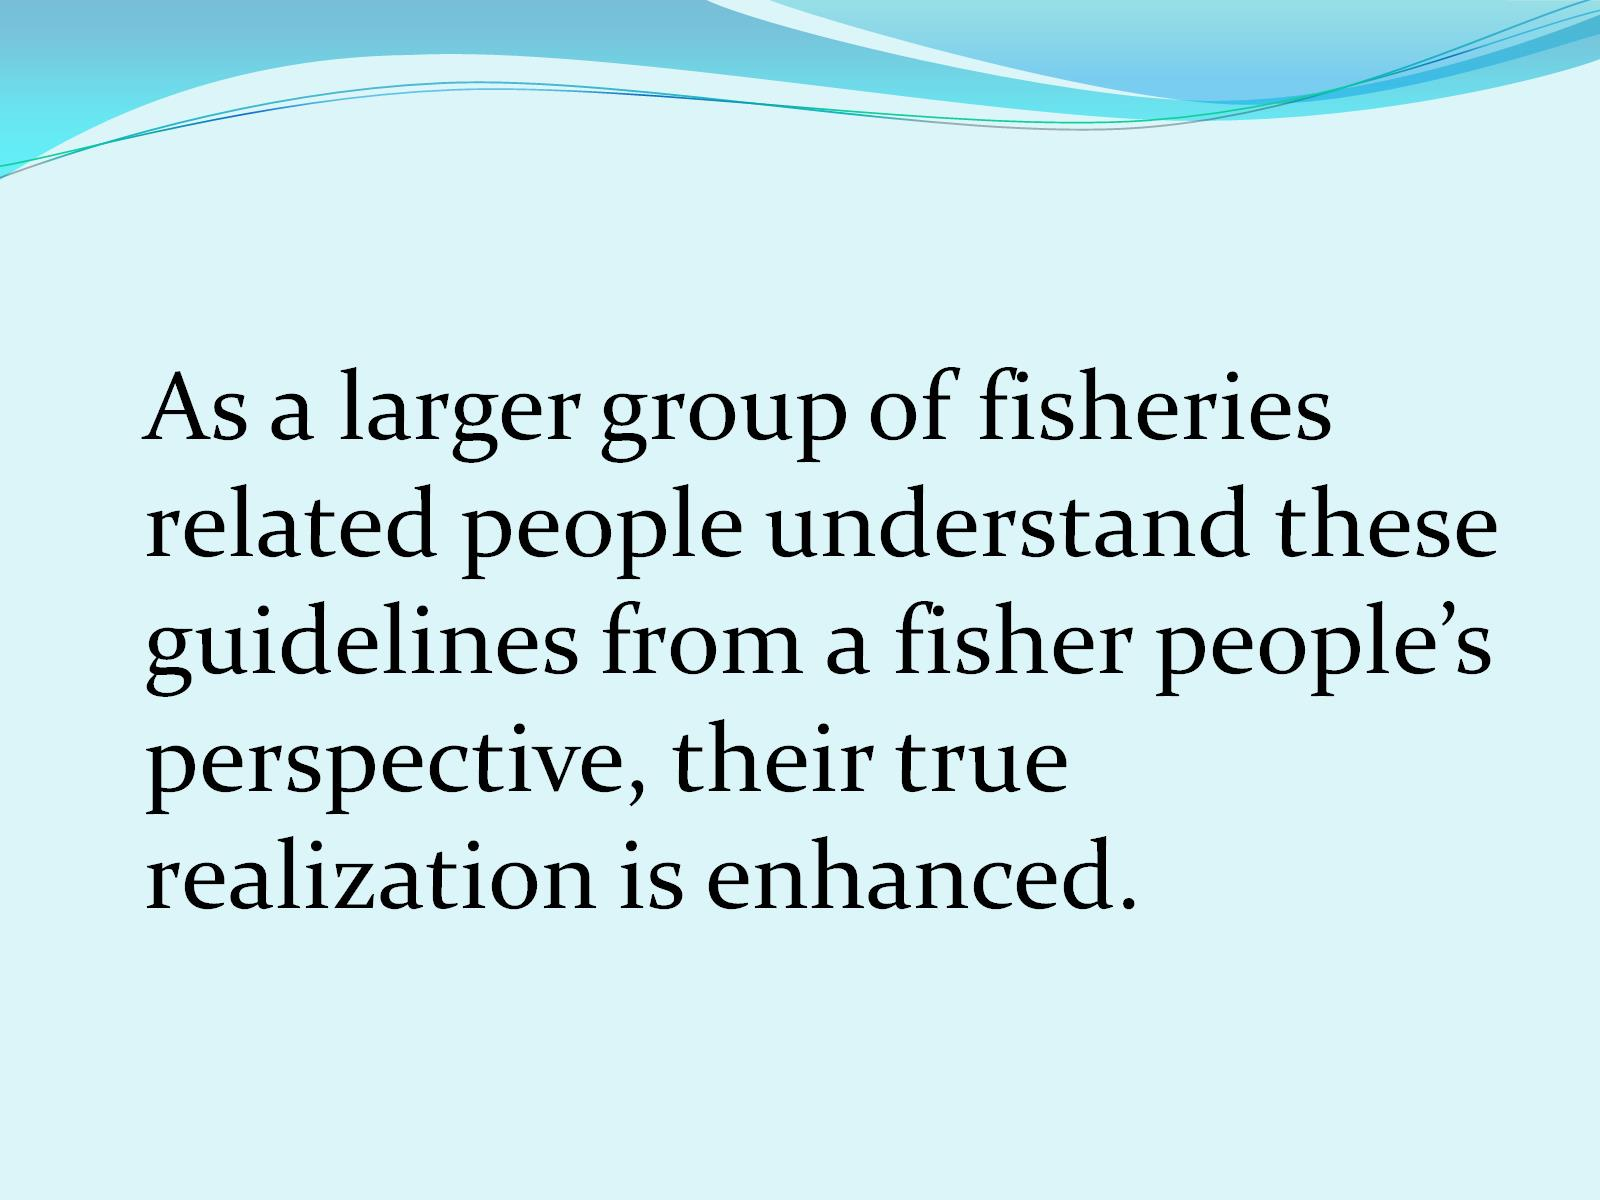 As a larger group of fisheries
related people understand these
guidelines from a fisher people’s
perspective, their true
realization is enhanced.